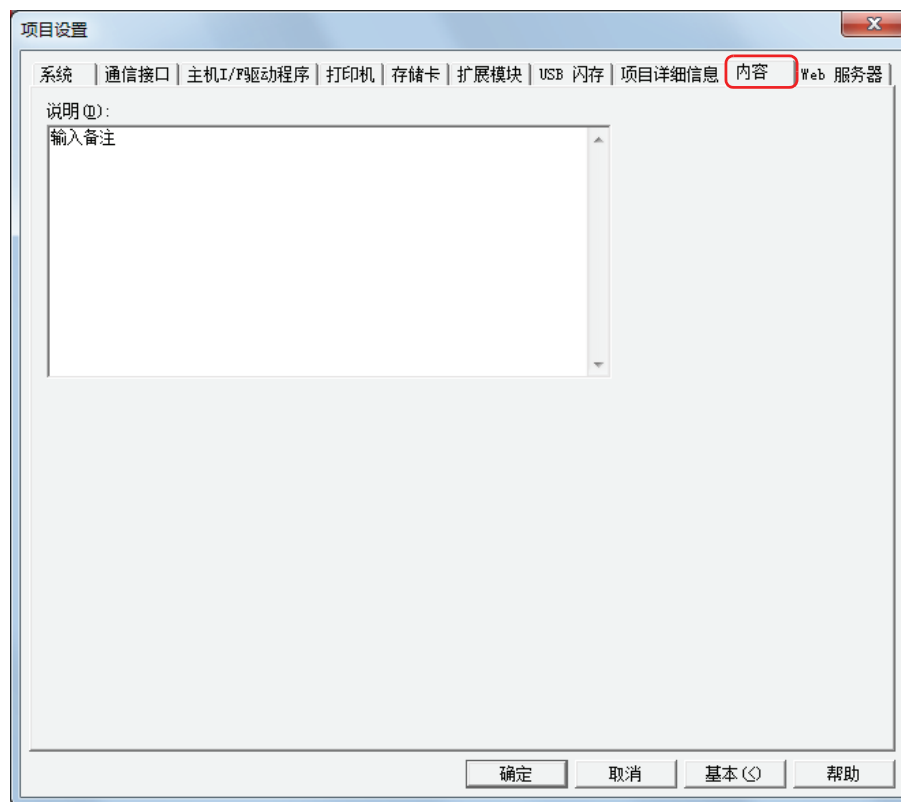 项目设置
系统 通信接口 主机I/F驱动程序 打印机 存储卡 扩展模块 USB 闪存 项目详细信息 内容 Web 服务器
说明(D):
输入备注
确定 取消 基本(<) 帮助